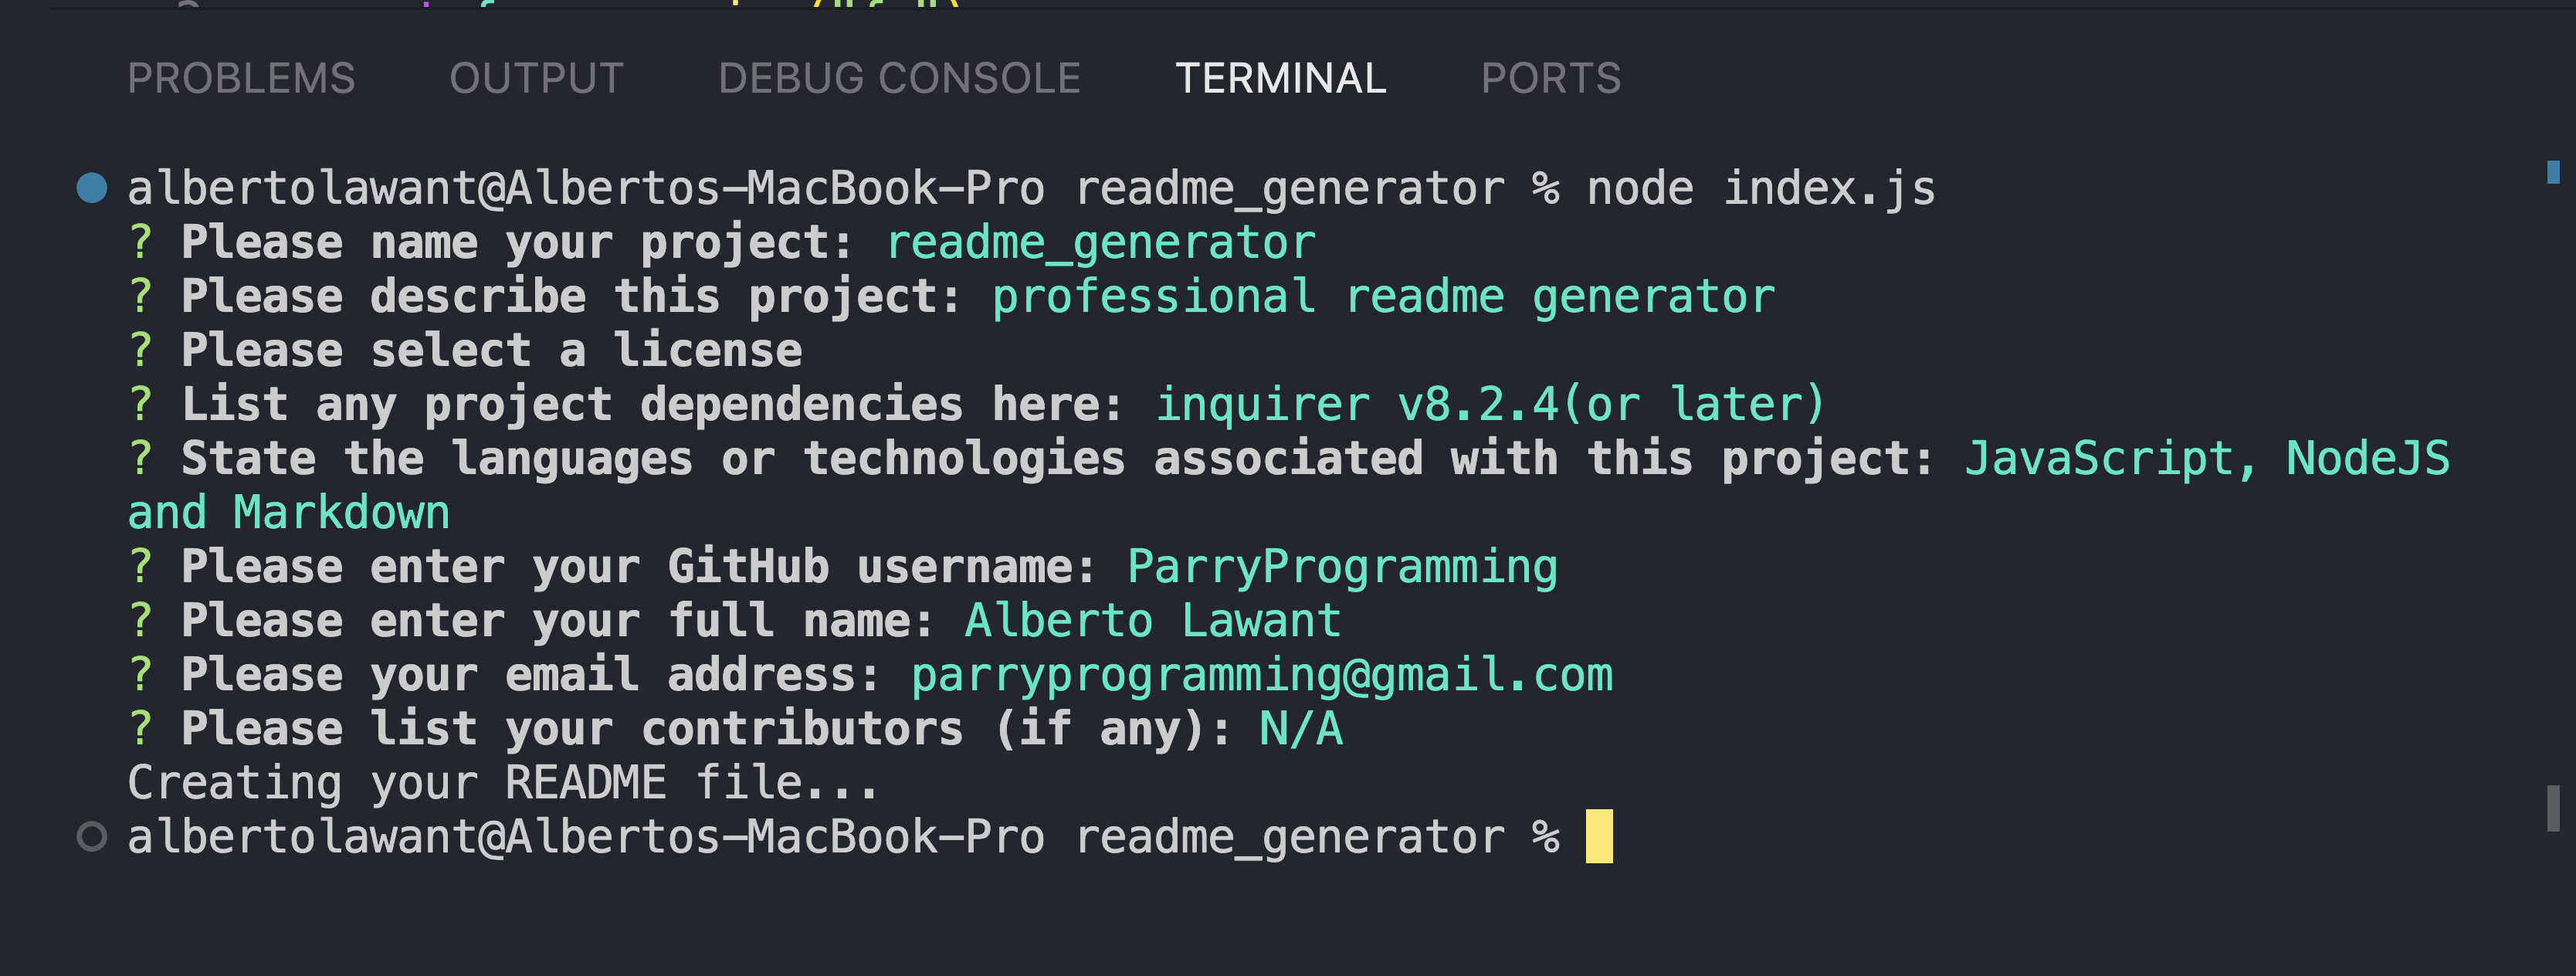 PROBLEMS OUTPUT DEBUG CONSOLE TERMINAL PORTS
albertolawant@Albertos-MacBook-Pro readme_generator % node index.js
? Please name your project: readme_generator
? Please describe this project: professional readme generator
? Please select a license
? List any project dependencies here: inquirer v8.2.4(or later)
? State the languages or technologies associated with this project: JavaScript, NodeJS
and Markdown
? Please enter your GitHub username: ParryProgramming
? Please enter your full name: Alberto Lawant
? Please your email address: parryprogramming@gmail.com
? Please list your contributors (if any): N/A
Creating your README file...
albertolawant@Albertos-MacBook-Pro readme_generator %